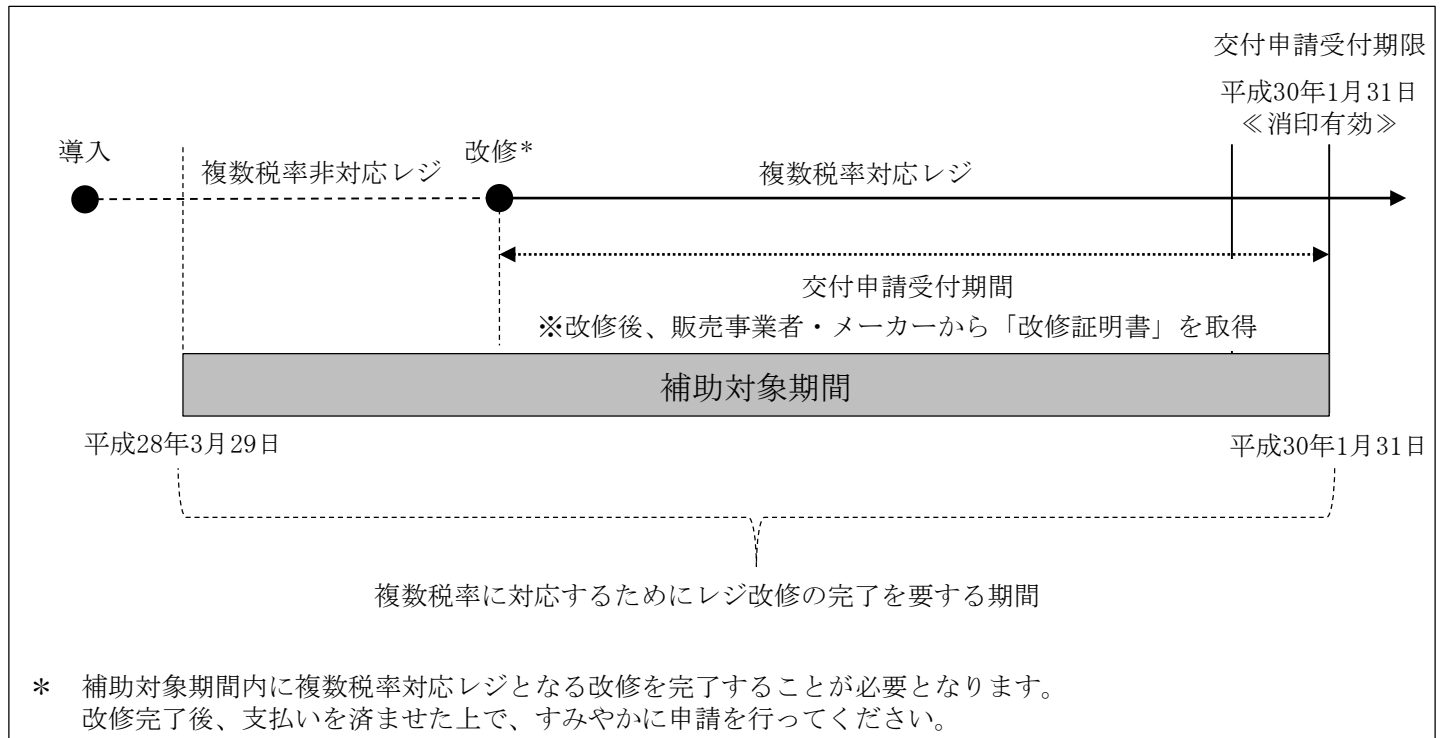 交付申請受付期限
平成30年1月31日
≪消印有効≫
導入
複数税率非対応レジ
改修*
複数税率対応レジ
交付申請受付期間
※改修後、販売事業者・メーカーから「改修証明書」を取得
補助対象期間
平成28年3月29日
平成30年1月31日
複数税率に対応するためにレジ改修の完了を要する期間
* 補助対象期間内に複数税率対応レジとなる改修を完了することが必要となります。
改修完了後、支払いを済ませた上で、すみやかに申請を行ってください。